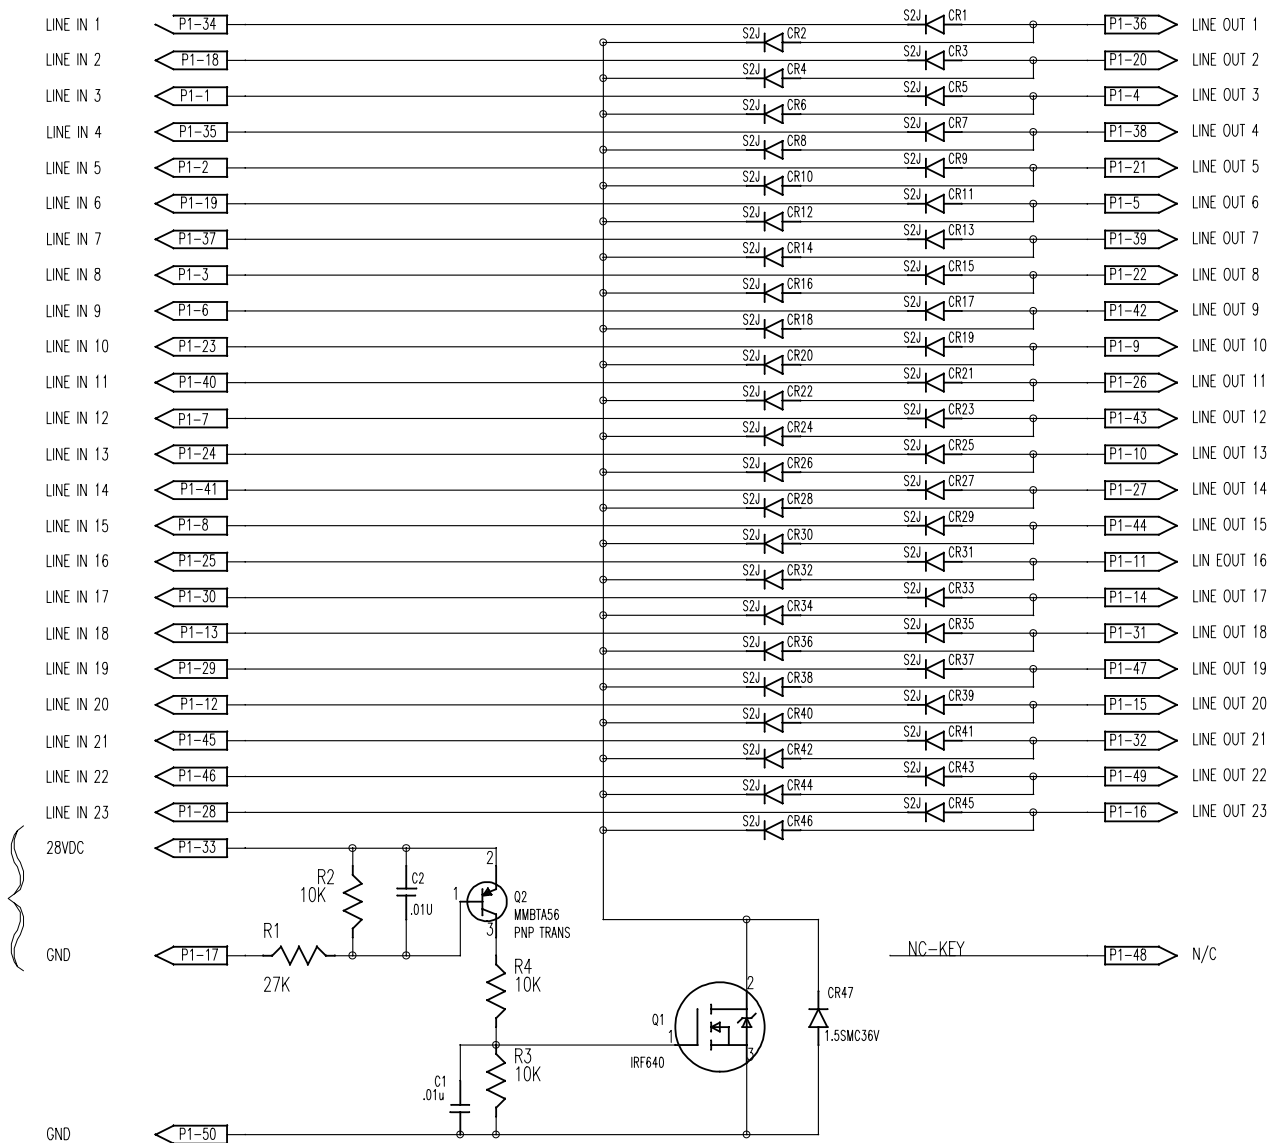 LINE IN 1 P1-34 S2J CR1 P1-36 LINE OUT 1
S2J CR2
LINE IN 2 P1-18 S2J CR3 P1-20 LINE OUT 2
S2J CR4
LINE IN 3 P1-1 S2J CR5 P1-4 LINE OUT 3
S2J CR6
LINE IN 4 P1-35 S2J CR7 P1-38 LINE OUT 4
S2J CR8
LINE IN 5 P1-2 S2J CR9 P1-21 LINE OUT 5
S2J CR10
LINE IN 6 P1-19 S2J CR11 P1-5 LINE OUT 6
S2J CR12
LINE IN 7 P1-37 S2J CR13 P1-39 LINE OUT 7
S2J CR14
LINE IN 8 P1-3 S2J CR15 P1-22 LINE OUT 8
S2J CR16
LINE IN 9 P1-6 S2J CR17 P1-42 LINE OUT 9
S2J CR18
LINE IN 10 P1-23 S2J CR19 P1-9 LINE OUT 10
S2J CR20
LINE IN 11 P1-40 S2J CR21 P1-26 LINE OUT 11
S2J CR22
LINE IN 12 P1-7 S2J CR23 P1-43 LINE OUT 12
S2J CR24
LINE IN 13 P1-24 S2J CR25 P1-10 LINE OUT 13
S2J CR26
LINE IN 14 P1-41 S2J CR27 P1-27 LINE OUT 14
S2J CR28
LINE IN 15 P1-8 S2J CR29 P1-44 LINE OUT 15
S2J CR30
LINE IN 16 P1-25 S2J CR31 P1-11 LIN EOUT 16
S2J CR32
LINE IN 17 P1-30 S2J CR33 P1-14 LINE OUT 17
S2J CR34
LINE IN 18 P1-13 S2J CR35 P1-31 LINE OUT 18
S2J CR36
LINE IN 19 P1-29 S2J CR37 P1-47 LINE OUT 19
S2J CR38
LINE IN 20 P1-12 S2J CR39 P1-15 LINE OUT 20
S2J CR40
LINE IN 21 P1-45 S2J CR41 P1-32 LINE OUT 21
S2J CR42
LINE IN 22 P1-46 S2J CR43 P1-49 LINE OUT 22
S2J CR44
LINE IN 23 P1-28 S2J CR45 P1-16 LINE OUT 23
S2J CR46
28VDC P1-33
2
R2
10K
C2
.01U
1
Q2
MMBTA56
PNP TRANS
3
R1
27K
GND P1-17
NC-KEY P1-48 N/C
R4
10K
2
Q1
1
IRF640
3
CR47
1.5SMC36V
R3
10K
C1
.01u
GND P1-50